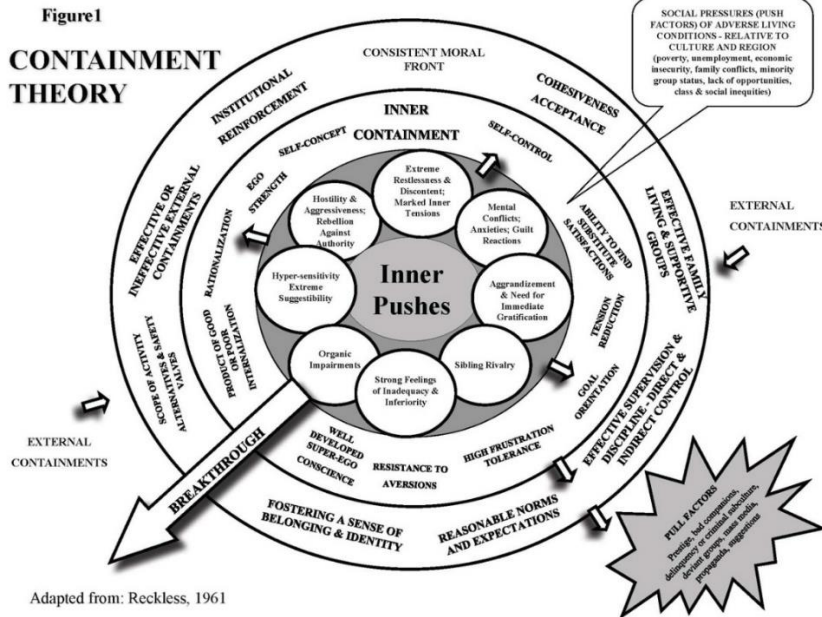 Figure1
CONTAINMENT
THEORY
SOCIAL PRESSURES (PUSH
FACTORS) OF ADVERSE LIVING
CONDITIONS - RELATIVE TO
CULTURE AND REGION
(poverty, unemployment, economic
insecurity, family conflicts, minority
group status, lack of opportunities,
class & social inequities)
CONSISTENT MORAL
FRONT
INSTITUTIONAL
REINFORCEMENT
COHESIVENESS
ACCEPTANCE
EFFECTIVE OR
INEFFECTIVE EXTERNAL
CONTAINMENTS
EFFECTIVE FAMILY
LIVING & SUPPORTIVE
GROUPS
EXTERNAL
CONTAINMENTS
SCOPE OF ACTIVITY
ALTERNATIVES & SAFETY
VALVES
EFFECTIVE SUPERVISION &
DISCIPLINE - DIRECT &
INDIRECT CONTROL
EXTERNAL
CONTAINMENTS
FOSTERING A SENSE OF
BELONGING & IDENTITY
REASONABLE NORMS
AND EXPECTATIONS
INNER
CONTAINMENT
SELF-CONCEPT
SELF-CONTROL
EGO
STRENGTH
ABILITY TO FIND
SUBSTITUTE
SATISFACTIONS
RATIONALIZATION
TENSION
REDUCTION
PRODUCT OF GOOD
OR POOR
INTERNALIZATION
GOAL
OREINTATION
WELL
DEVELOPED
SUPER-EGO
CONSCIENCE
RESISTANCE TO
AVERSIONS
HIGH FRUSTRATION
TOLERANCE
Extreme
Restlessness &
Discontent;
Marked Inner
Tensions
Hostility &
Aggressiveness;
Rebellion
Against
Authority
Mental
Conflicts;
Anxieties; Guilt
Reactions
Inner
Pushes
Hyper-sensitivity
Extreme
Suggestibility
Aggrandizement
& Need for
Immediate
Gratification
Organic
Impairments
Sibling Rivalry
Strong Feelings
of Inadequacy &
Inferiority
BREAKTHROUGH
PULL FACTORS
Prestige, bad companions,
delinquency or criminal subculture,
deviant groups, mass media,
propaganda, suggestions
Adapted from: Reckless, 1961